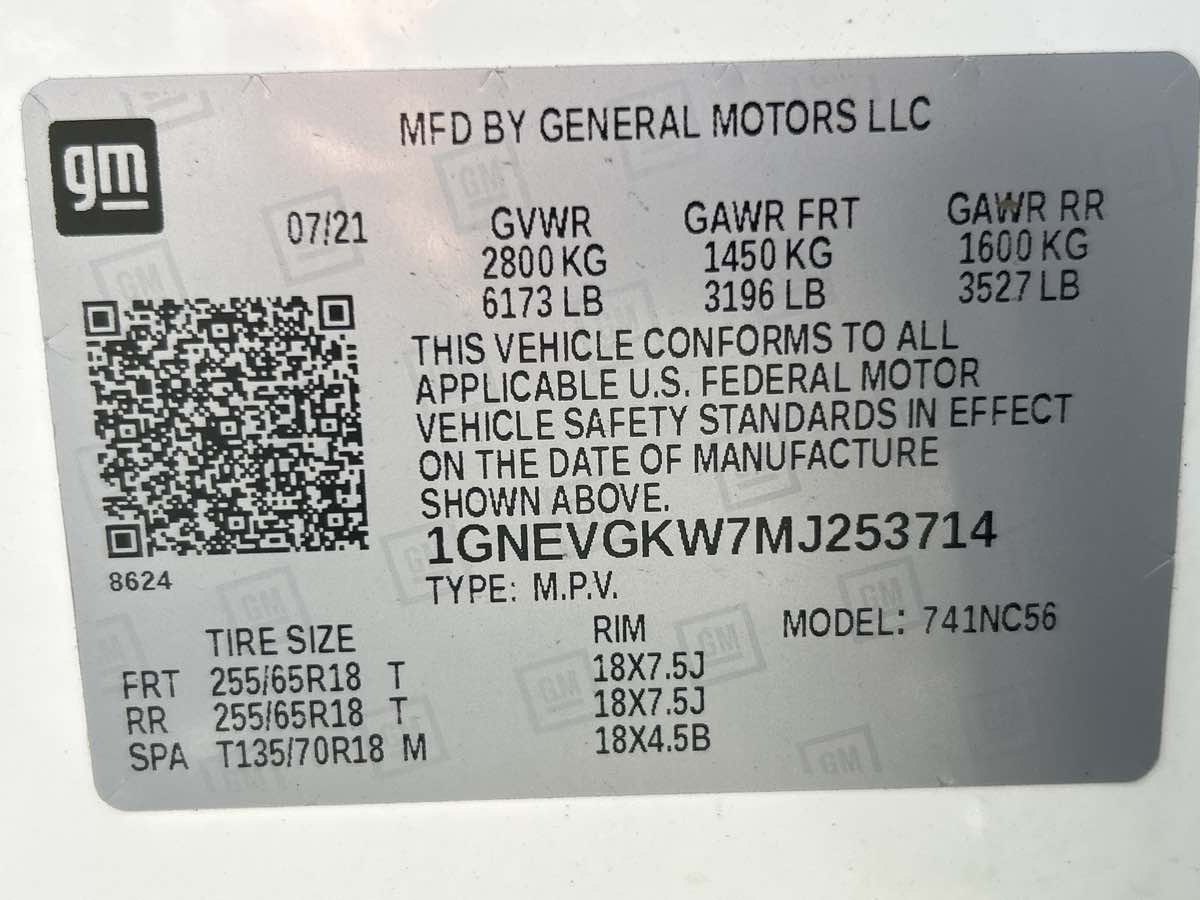 gm
MFD BY GENERAL MOTORS LLC
07/21 GVWR GAWR FRT GAWR RR
2800 KG 1450 KG 1600 KG
6173 LB 3196 LB 3527 LB
THIS VEHICLE CONFORMS TO ALL
APPLICABLE U.S. FEDERAL MOTOR
VEHICLE SAFETY STANDARDS IN EFFECT
ON THE DATE OF MANUFACTURE
SHOWN ABOVE.
1GNEVGKW7MJ253714
8624
TYPE: M.P.V.
TIRE SIZE RIM MODEL: 741NC56
FRT 255/65R18 T 18X7.5J
RR 255/65R18 T 18X7.5J
SPA T135/70R18 M 18X4.5B